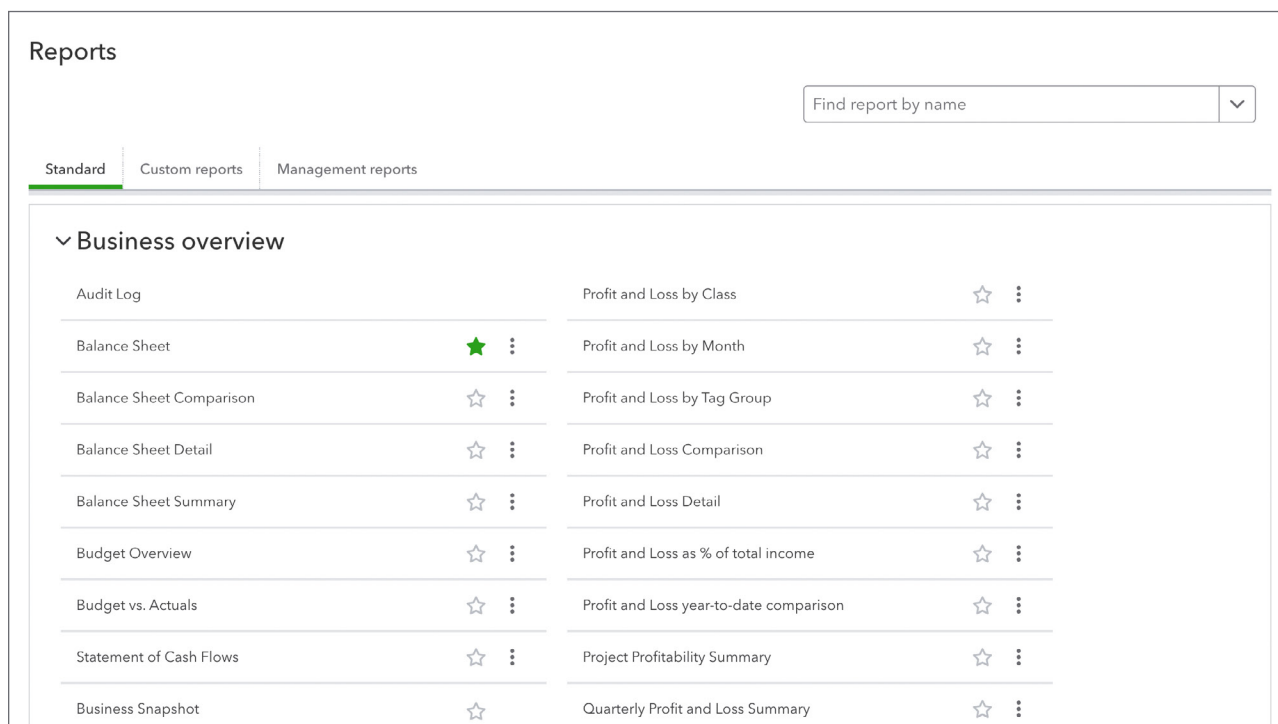 Reports
Find report by name
Standard
Custom reports
Management reports
Business overview
Audit Log
Balance Sheet
Balance Sheet Comparison
Balance Sheet Detail
Balance Sheet Summary
Budget Overview
Budget vs. Actuals
Statement of Cash Flows
Business Snapshot
Profit and Loss by Class
Profit and Loss by Month
Profit and Loss by Tag Group
Profit and Loss Comparison
Profit and Loss Detail
Profit and Loss as % of total income
Profit and Loss year-to-date comparison
Project Profitability Summary
Quarterly Profit and Loss Summary